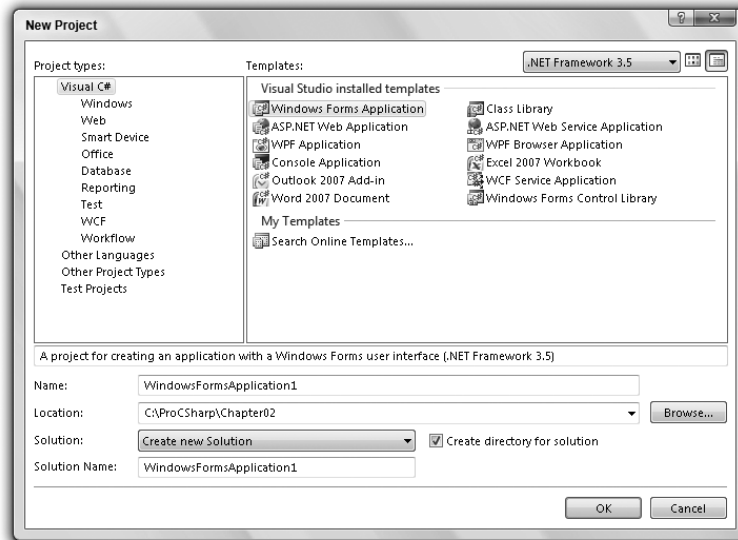 New Project
Project types:
Templates:
.NET Framework 3.5
Visual C#
Windows
Web
Smart Device
Office
Database
Reporting
Test
WCF
Workflow
Other Languages
Other Project Types
Test Projects
Visual Studio installed templates
Windows Forms Application
Class Library
ASP.NET Web Application
ASP.NET Web Service Application
WPF Application
WPF Browser Application
Console Application
Excel 2007 Workbook
Outlook 2007 Add-in
WCF Service Application
Word 2007 Document
Windows Forms Control Library
My Templates
Search Online Templates...
A project for creating an application with a Windows Forms user interface (.NET Framework 3.5)
Name:
WindowsFormsApplication1
Location:
C:\ProCSharp\Chapter02
Browse...
Solution:
Create new Solution
Create directory for solution
Solution Name:
WindowsFormsApplication1
OK
Cancel